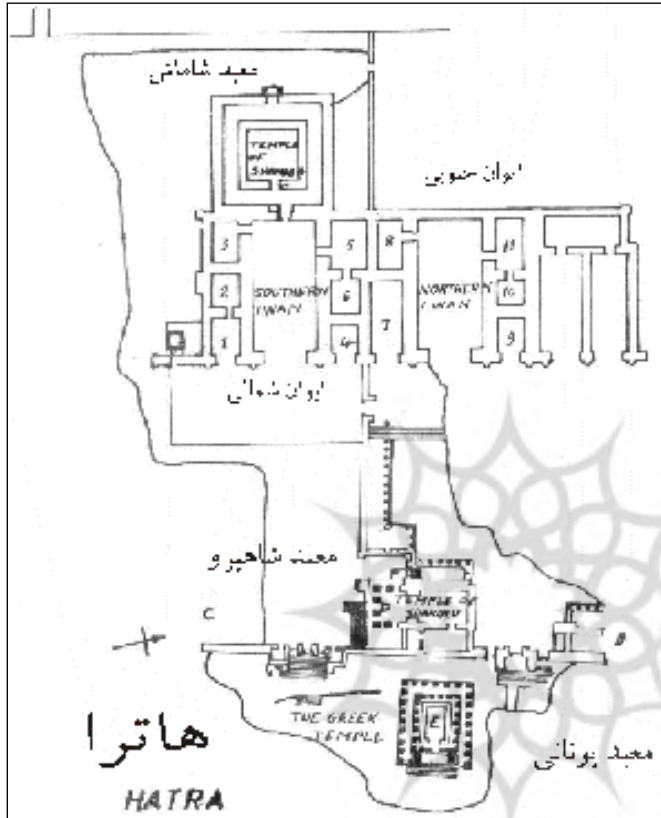 معبد شاماش
TEMPLE
OF
SHAMASH
ایوان جنوبی
3
5
8
11
2
SOUTHERN
IWAN
6
NORTHERN
IWAN
10
1
4
7
9
ایوان شمالی
معبد شاهیرو
C
TEMPLE OF
B
هاترا
THE GREEK
TEMPLE
E
معبد یونانی
HATRA